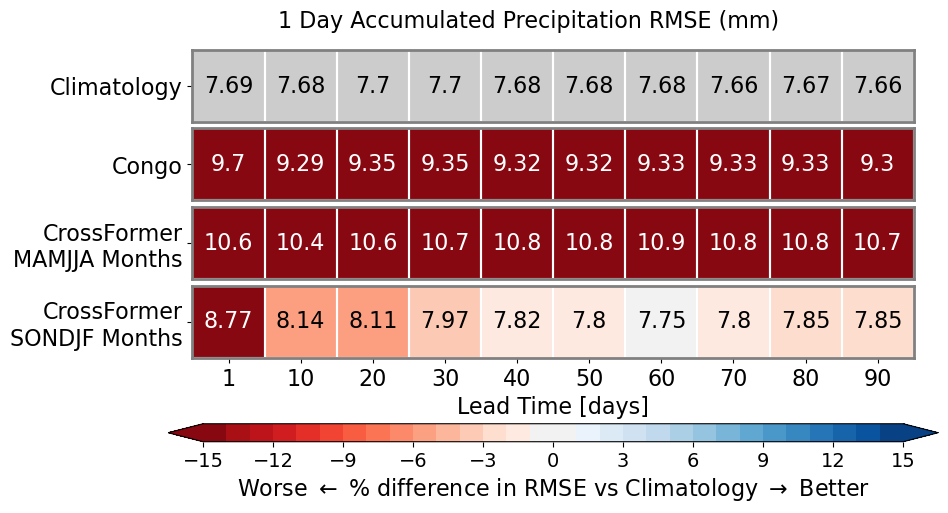 1 Day Accumulated Precipitation RMSE (mm)
Climatology 7.69 7.68 7.7 7.7 7.68 7.68 7.68 7.66 7.67 7.66
Congo 9.7 9.29 9.35 9.35 9.32 9.32 9.33 9.33 9.33 9.3
CrossFormer
MAMJJA Months 10.6 10.4 10.6 10.7 10.8 10.8 10.9 10.8 10.8 10.7
CrossFormer
SONDJF Months 8.77 8.14 8.11 7.97 7.82 7.8 7.75 7.8 7.85 7.85
1 10 20 30 40 50 60 70 80 90
Lead Time [days]
−15 −12 −9 −6 −3 0 3 6 9 12 15
Worse ← % difference in RMSE vs Climatology → Better